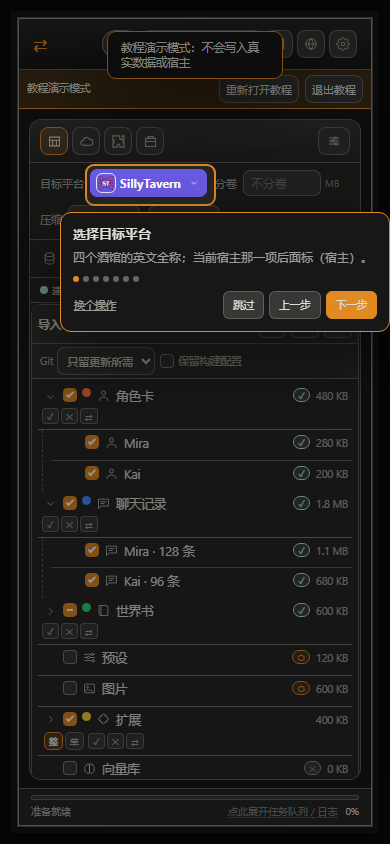 教程演示模式：不会写入真
实数据或宿主
教程演示模式
重新打开教程
退出教程
目标平台
ST
SillyTavern
分卷
不分卷
MB
压缩
选择目标平台
四个酒馆的英文全称；当前宿主那一项后面标（宿主）。
换个操作
跳过
上一步
下一步
导入
Git
只留更新所需
保留构建配置
角色卡
480 KB
Mira
280 KB
Kai
200 KB
聊天记录
1.8 MB
Mira · 128 条
1.1 MB
Kai · 96 条
680 KB
世界书
600 KB
预设
120 KB
图片
600 KB
扩展
400 KB
整
单
向量库
0 KB
准备就绪
点此展开任务队列 / 日志
0%